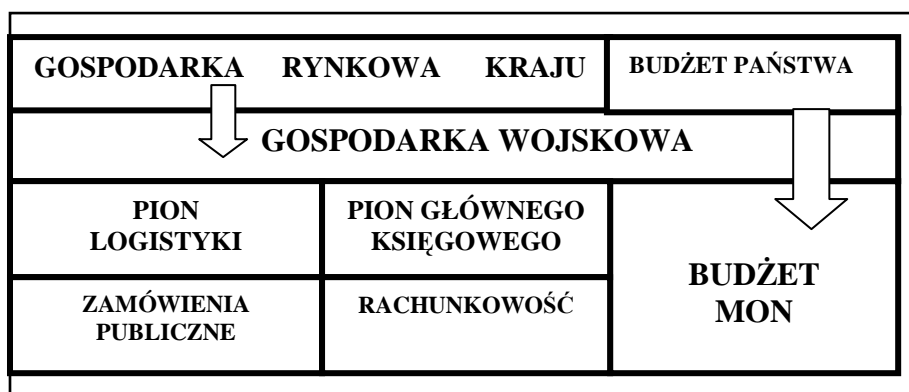 GOSPODARKA RYNKOWA KRAJU
BUDŻET PAŃSTWA
GOSPODARKA WOJSKOWA
PION
LOGISTYKI
PION GŁÓWNEGO
KSIĘGOWEGO
BUDŻET
MON
ZAMÓWIENIA
PUBLICZNE
RACHUNKOWOŚĆ